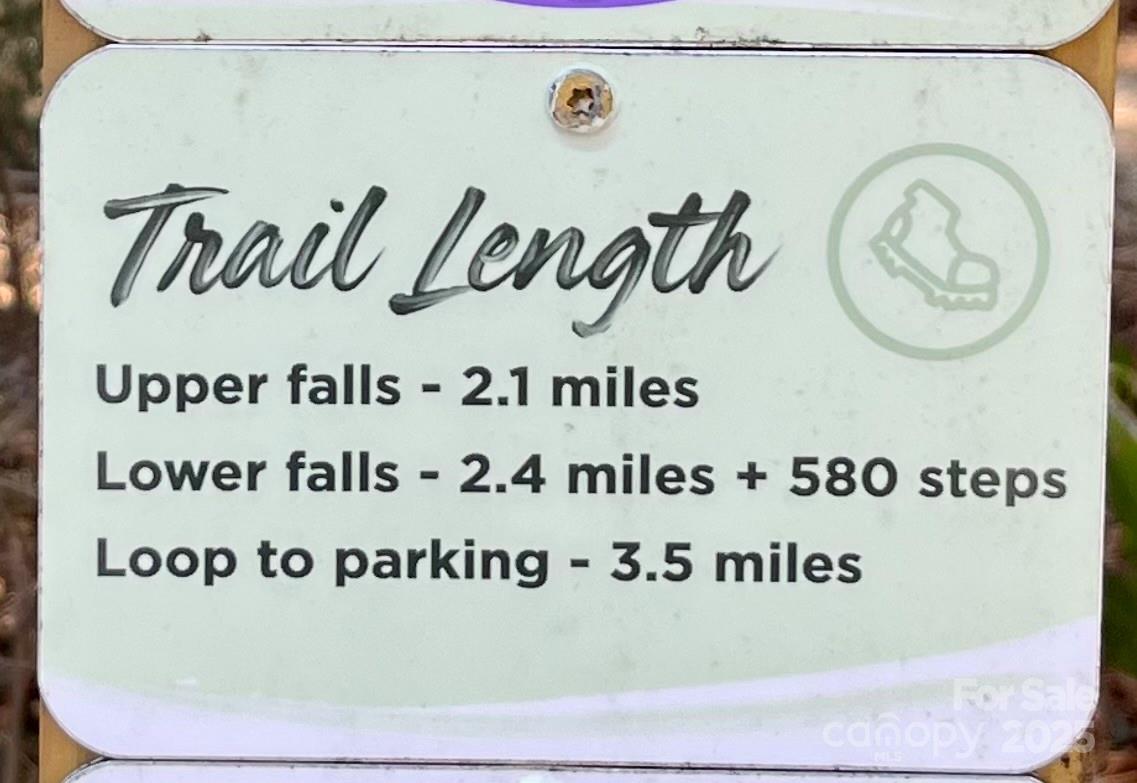 Trail Length
Upper falls - 2.1 miles
Lower falls - 2.4 miles + 580 steps
Loop to parking - 3.5 miles
For Sale
canopy 2025
MLS